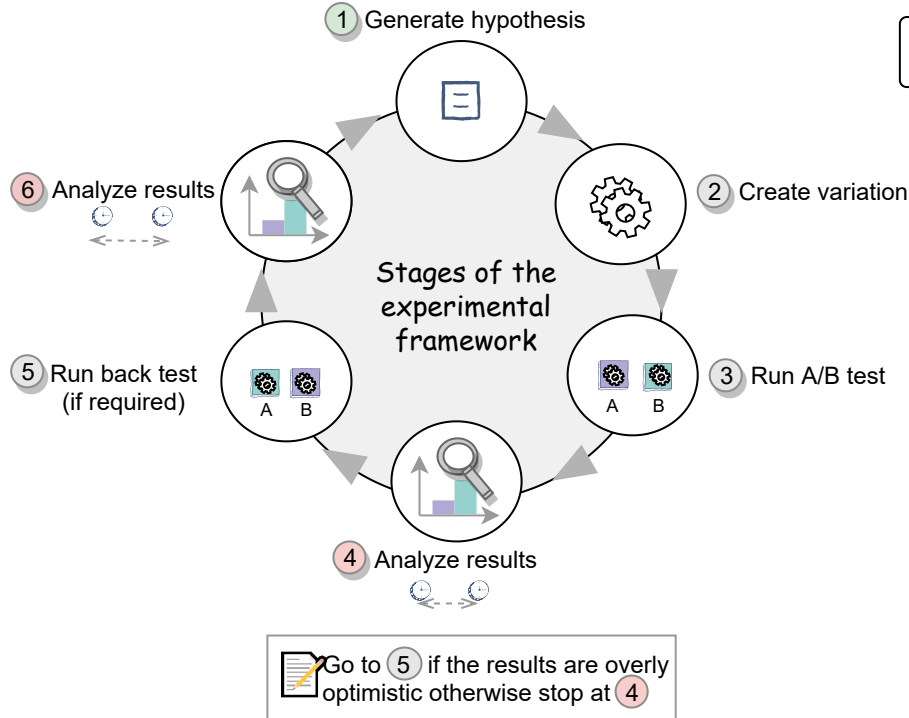 1 Generate hypothesis
2 Create variation
6 Analyze results
Stages of the
experimental
framework
5 Run back test
(if required)
A B
3 Run A/B test
A B
4 Analyze results
Go to 5 if the results are overly
optimistic otherwise stop at 4